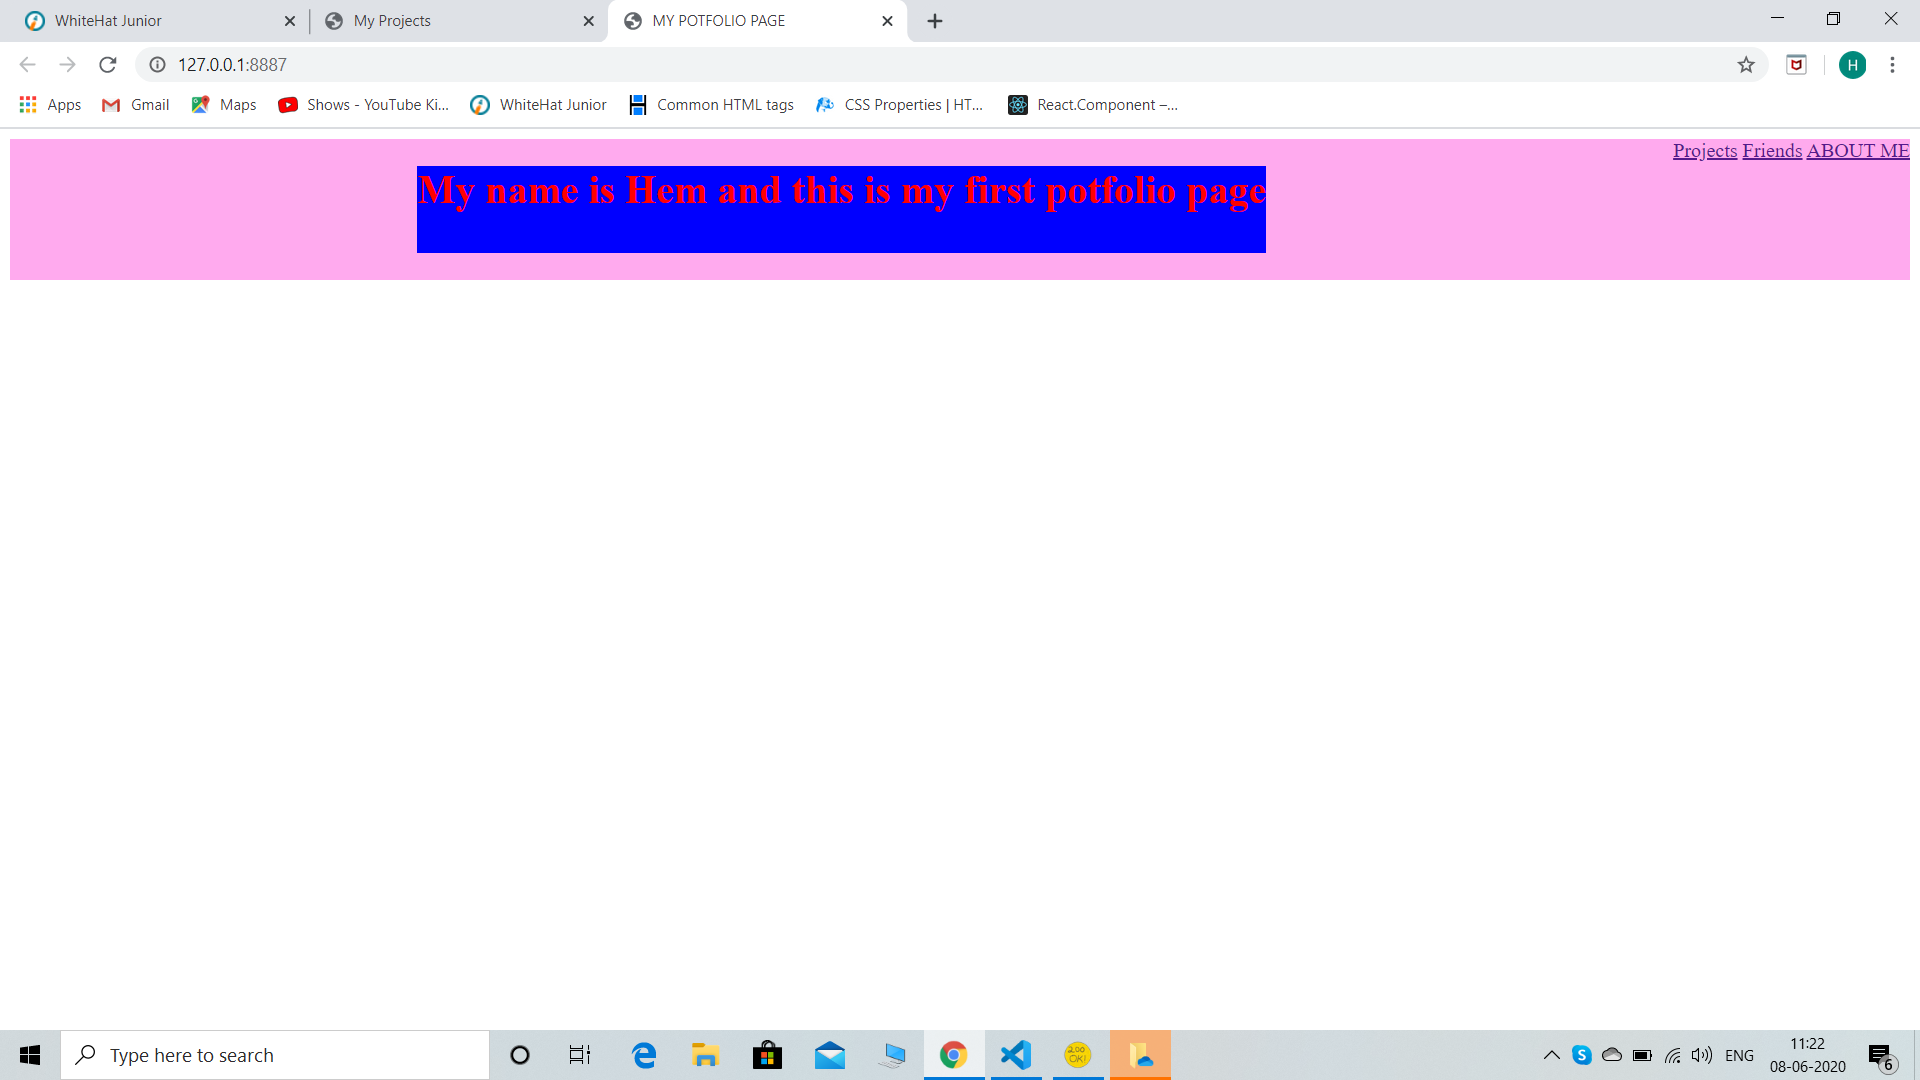 WhiteHat Junior
My Projects
MY POTFOLIO PAGE
127.0.0.1:8887
H
Apps
Gmail
Maps
Shows - YouTube Ki...
WhiteHat Junior
Common HTML tags
CSS Properties | HT...
React.Component –...
Projects Friends ABOUT ME
My name is Hem and this is my first potfolio page
Type here to search
200
OK!
ENG
11:22
08-06-2020
6